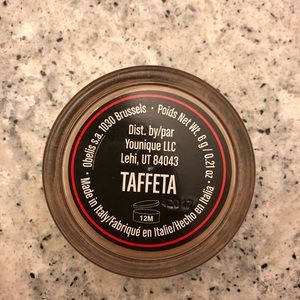 • Obelis s.a. 1030 Brussels • Poids Net Wt. 6 g / 0.21 oz •
Dist. by/par
Younique LLC
Lehi, UT 84043
TAFFETA
12M
Made in Italy/Fabriqué en Italie/Hecho en Italia •